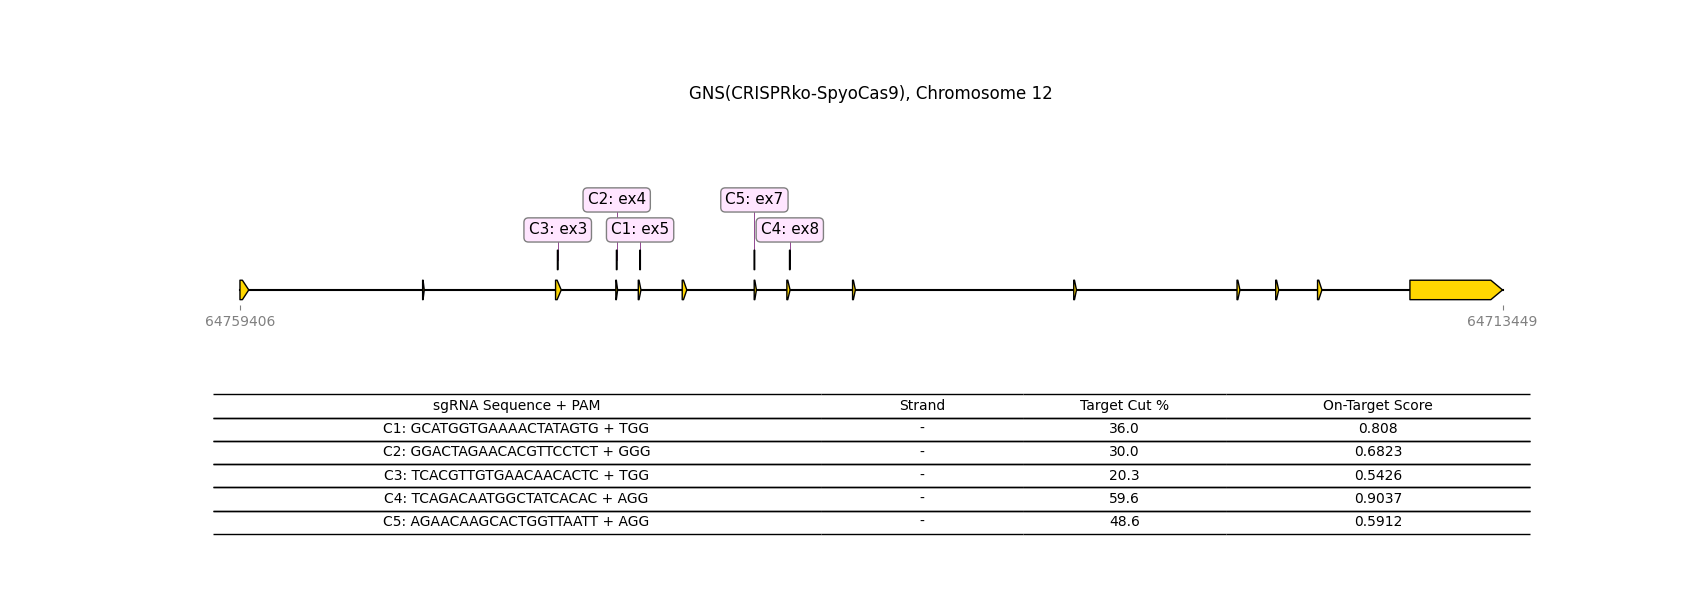 GNS(CRISPRko-SpyoCas9), Chromosome 12
C2: ex4 C5: ex7
C3: ex3 C1: ex5 C4: ex8
64759406 64713449
sgRNA Sequence + PAM Strand Target Cut % On-Target Score
C1: GCATGGTGAAAACTATAGTG + TGG - 36.0 0.808
C2: GGACTAGAACACGTTCCTCT + GGG - 30.0 0.6823
C3: TCACGTTGTGAACAACACTC + TGG - 20.3 0.5426
C4: TCAGACAATGGCTATCACAC + AGG - 59.6 0.9037
C5: AGAACAAGCACTGGTTAATT + AGG - 48.6 0.5912